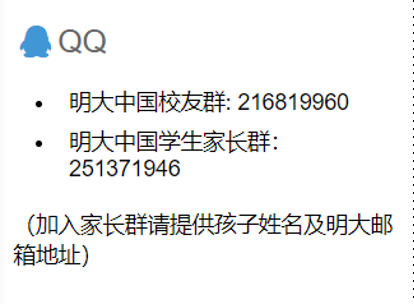 QQ
明大中国校友群: 216819960
明大中国学生家长群:
251371946
（加入家长群请提供孩子姓名及明大邮
箱地址）